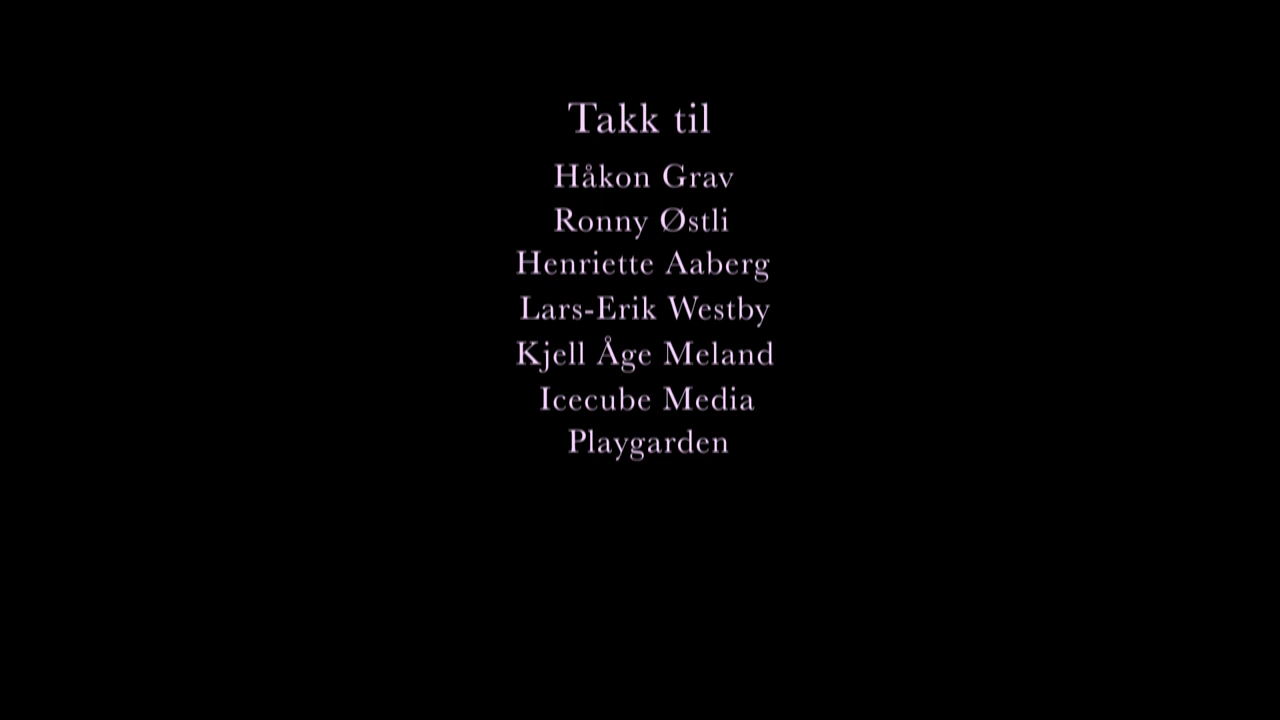 Takk til
Håkon Grav
Ronny Østli
Henriette Aaberg
Lars-Erik Westby
Kjell Åge Meland
Icecube Media
Playgarden